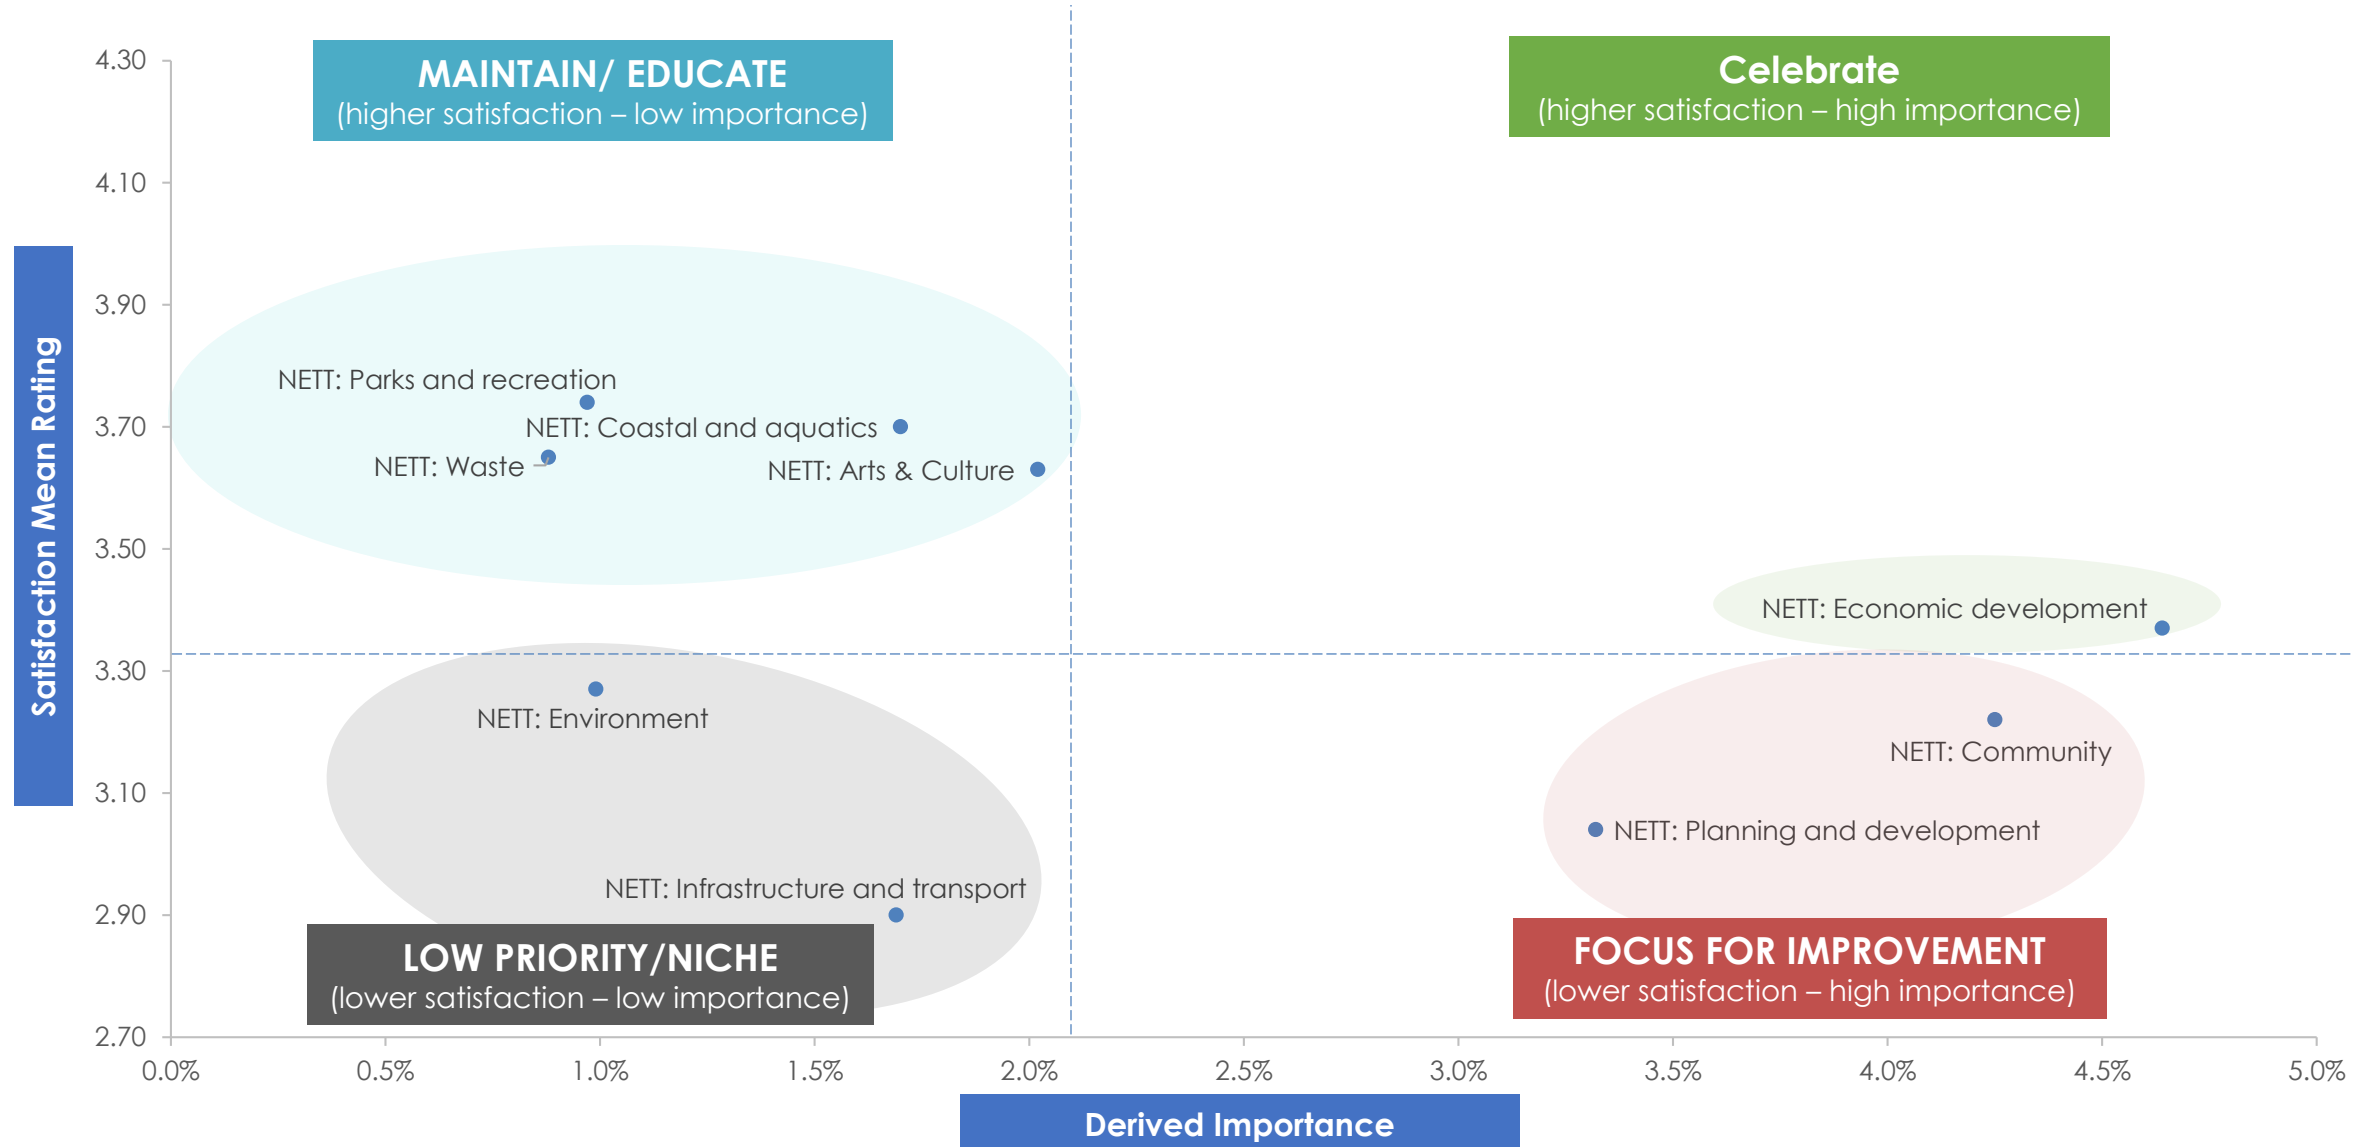 MAINTAIN/ EDUCATE
(higher satisfaction – low importance)
Celebrate
(higher satisfaction – high importance)
4.30
4.10
3.90
3.70
3.50
3.30
3.10
2.90
2.70
Satisfaction Mean Rating
NETT: Parks and recreation
NETT: Coastal and aquatics
NETT: Waste
NETT: Arts & Culture
NETT: Economic development
NETT: Environment
NETT: Community
NETT: Planning and development
NETT: Infrastructure and transport
LOW PRIORITY/NICHE
(lower satisfaction – low importance)
FOCUS FOR IMPROVEMENT
(lower satisfaction – high importance)
0.0% 0.5% 1.0% 1.5% 2.0% 2.5% 3.0% 3.5% 4.0% 4.5% 5.0%
Derived Importance